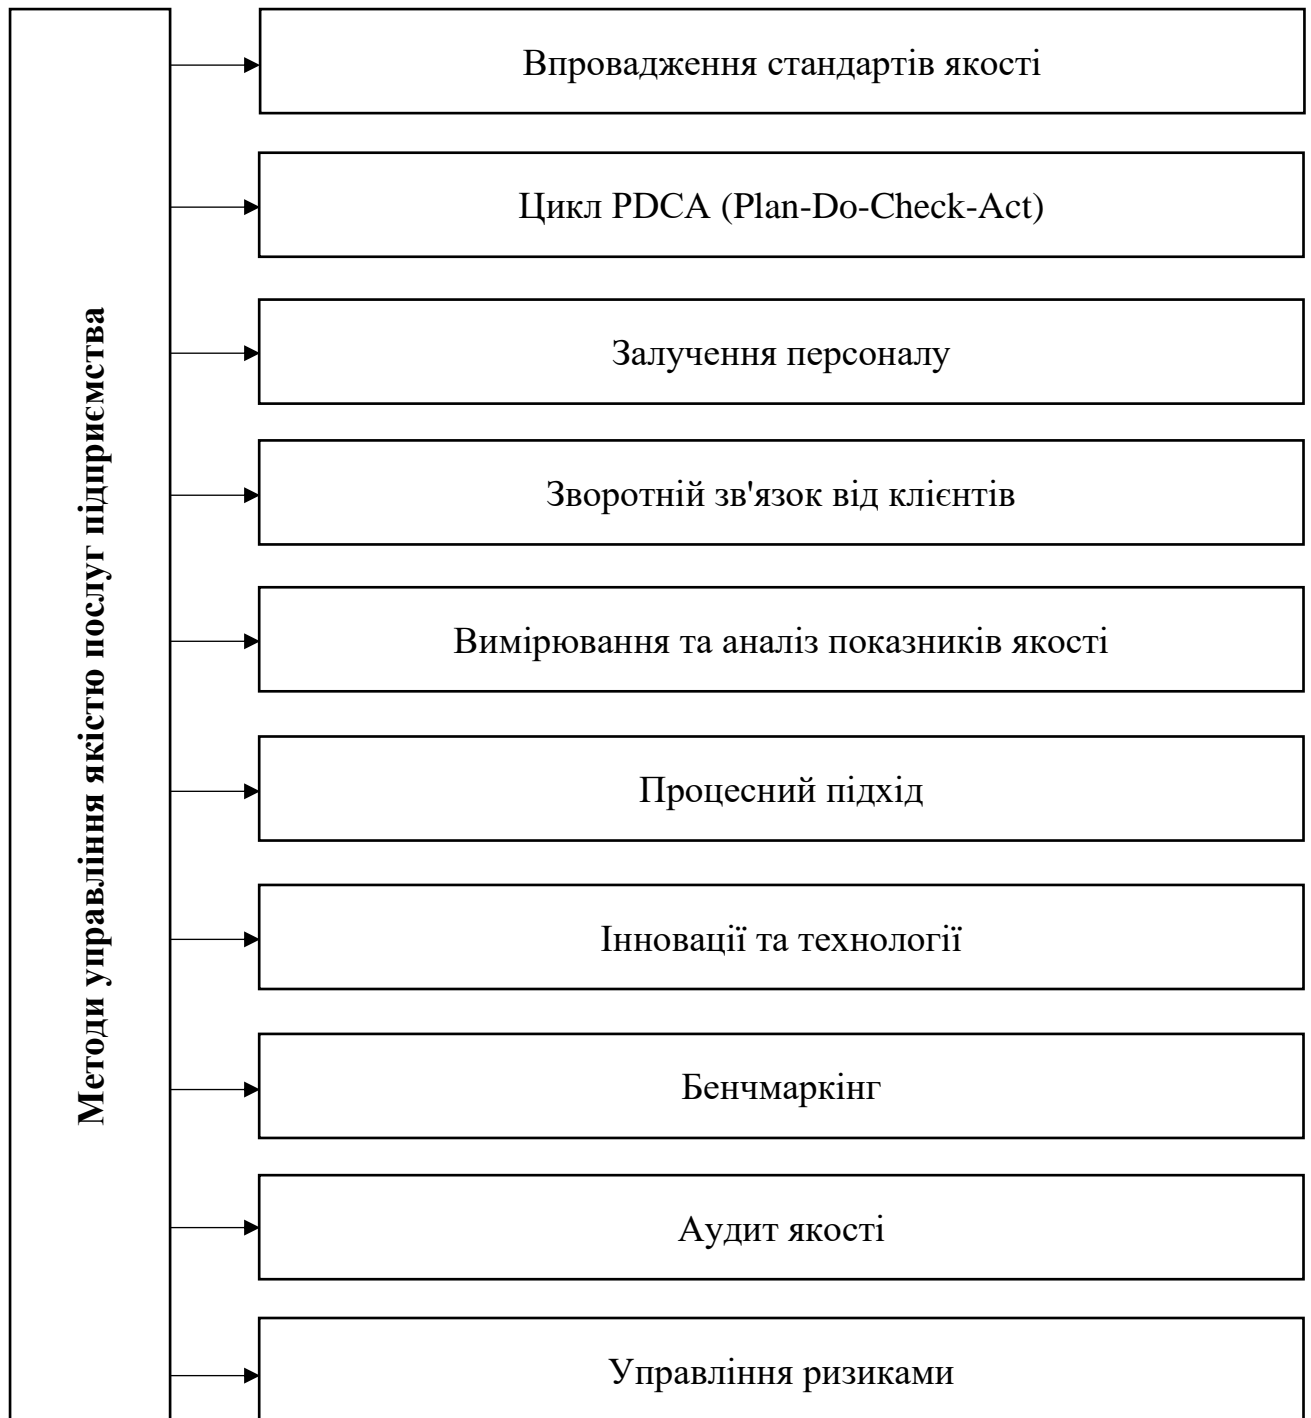 Методи управління якістю послуг підприємства
Впровадження стандартів якості
Цикл PDCA (Plan-Do-Check-Act)
Залучення персоналу
Зворотній зв'язок від клієнтів
Вимірювання та аналіз показників якості
Процесний підхід
Інновації та технології
Бенчмаркінг
Аудит якості
Управління ризиками